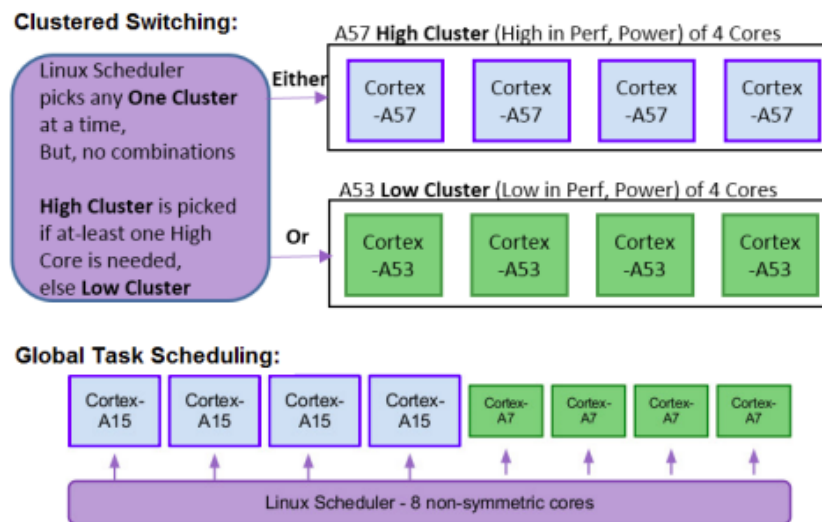 Clustered Switching:
Linux Scheduler
picks any One Cluster
at a time,
But, no combinations
High Cluster is picked
if at-least one High
Core is needed,
else Low Cluster
Either
A57 High Cluster (High in Perf, Power) of 4 Cores
Cortex
-A57
Cortex
-A57
Cortex
-A57
Cortex
-A57
Or
A53 Low Cluster (Low in Perf, Power) of 4 Cores
Cortex
-A53
Cortex
-A53
Cortex
-A53
Cortex
-A53
Global Task Scheduling:
Cortex-
A15
Cortex-
A15
Cortex-
A15
Cortex-
A15
Cortex-
A7
Cortex-
A7
Cortex-
A7
Cortex-
A7
Linux Scheduler - 8 non-symmetric cores